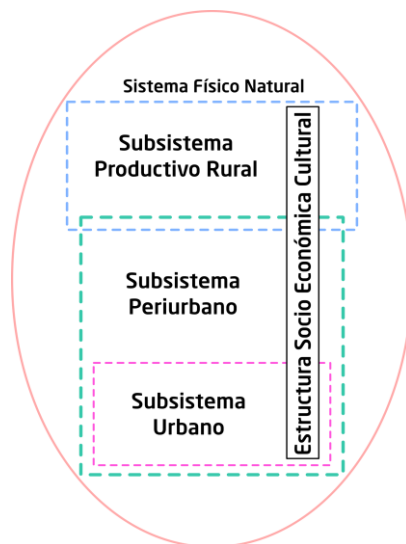 Sistema Físico Natural
Subsistema
Productivo Rural
Estructura Socio Económica Cultural
Subsistema
Periurbano
Subsistema
Urbano